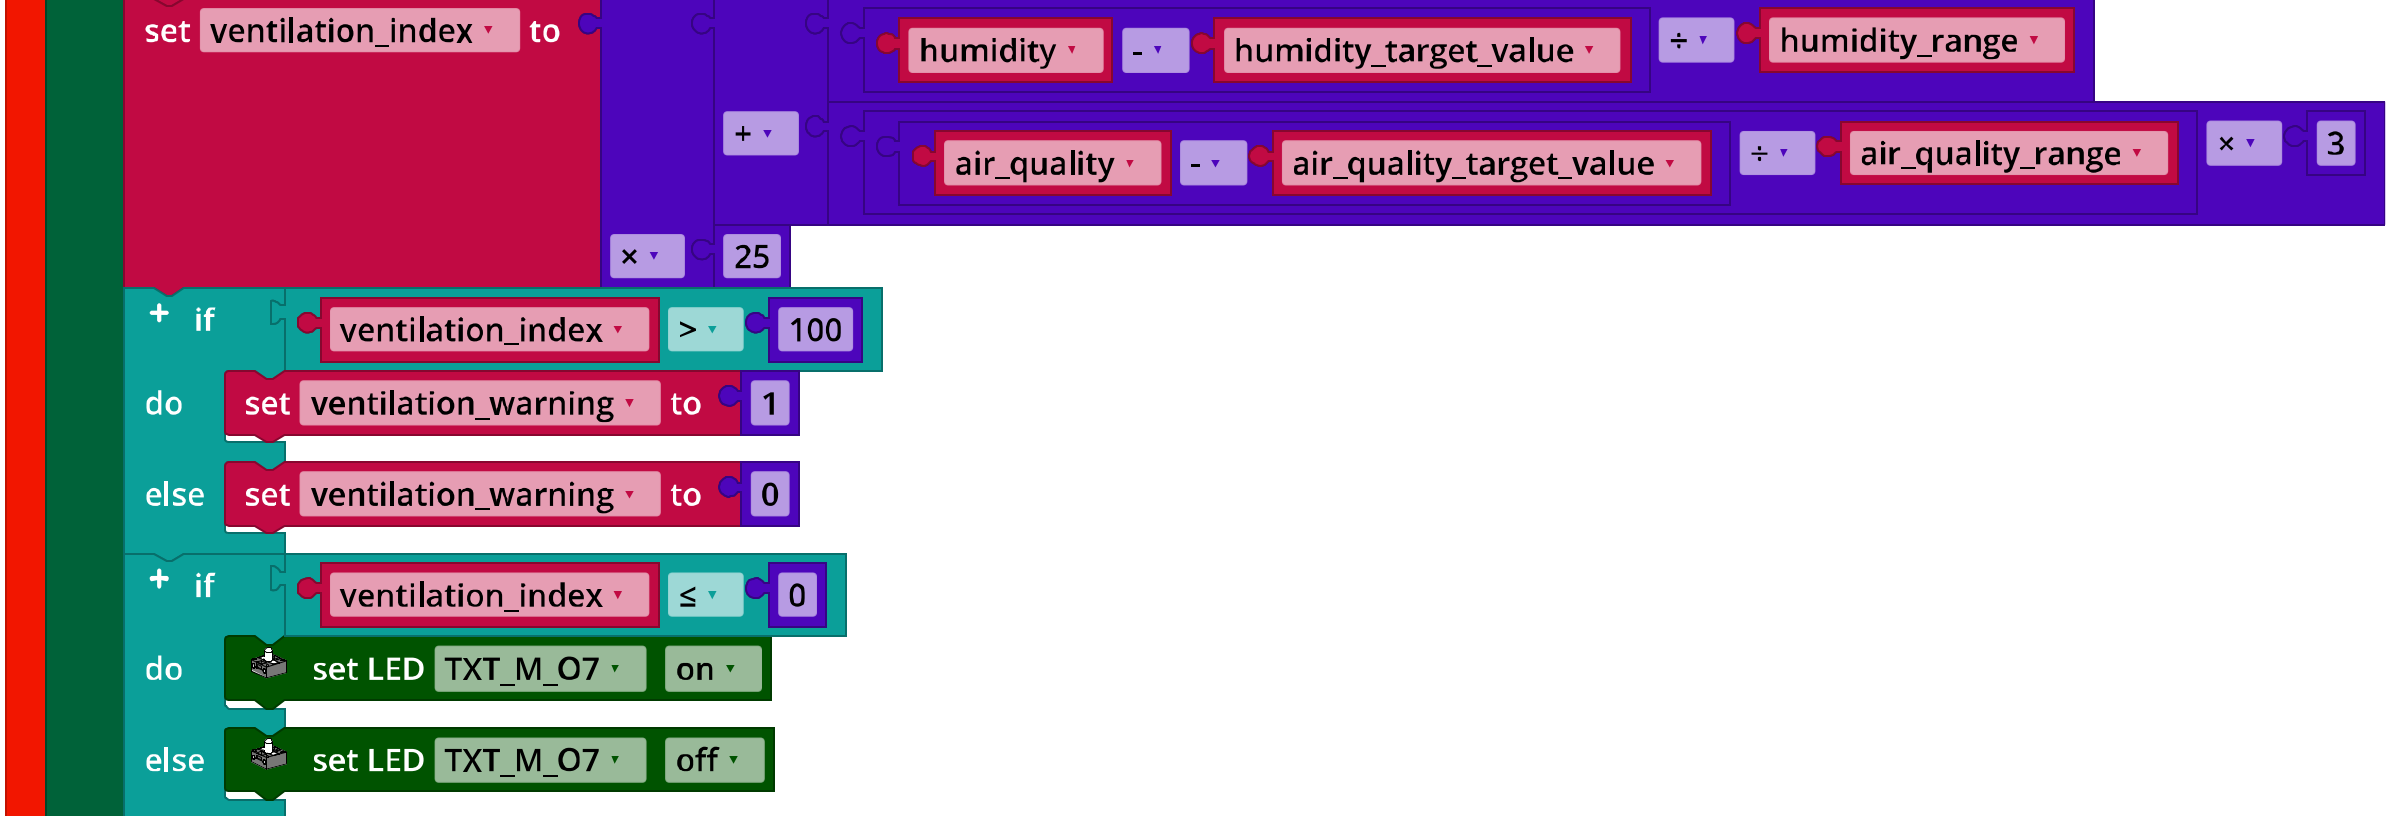 set ventilation_index to humidity - humidity_target_value ÷ humidity_range
+ air_quality - air_quality_target_value ÷ air_quality_range × 3
× 25
+ if ventilation_index > 100
do set ventilation_warning to 1
else set ventilation_warning to 0
+ if ventilation_index ≤ 0
do set LED TXT_M_O7 on
else set LED TXT_M_O7 off